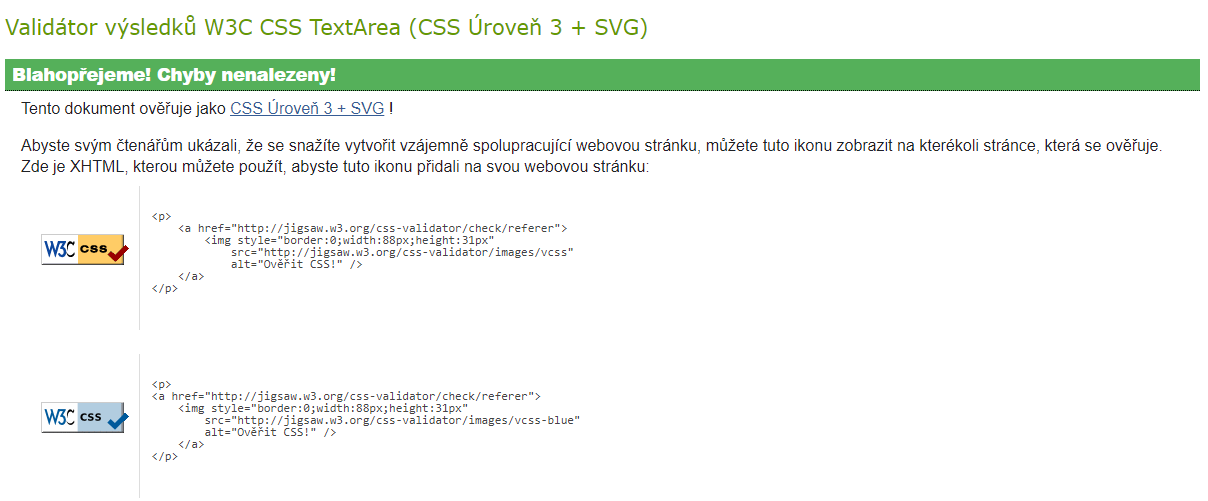 Validátor výsledků W3C CSS TextArea (CSS Úroveň 3 + SVG)
Blahopřejeme! Chyby nenalezeny!
Tento dokument ověřuje jako CSS Úroveň 3 + SVG !
Abyste svým čtenářům ukázali, že se snažíte vytvořit vzájemně spolupracující webovou stránku, můžete tuto ikonu zobrazit na kterékoli stránce, která se ověřuje.
Zde je XHTML, kterou můžete použít, abyste tuto ikonu přidali na svou webovou stránku:
W3C css
<p>
<a href="http://jigsaw.w3.org/css-validator/check/referer">
<img style="border:0;width:88px;height:31px"
src="http://jigsaw.w3.org/css-validator/images/vcss"
alt="Ověřit CSS!" />
</a>
</p>
W3C css
<p>
<a href="http://jigsaw.w3.org/css-validator/check/referer">
<img style="border:0;width:88px;height:31px"
src="http://jigsaw.w3.org/css-validator/images/vcss-blue"
alt="Ověřit CSS!" />
</a>
</p>